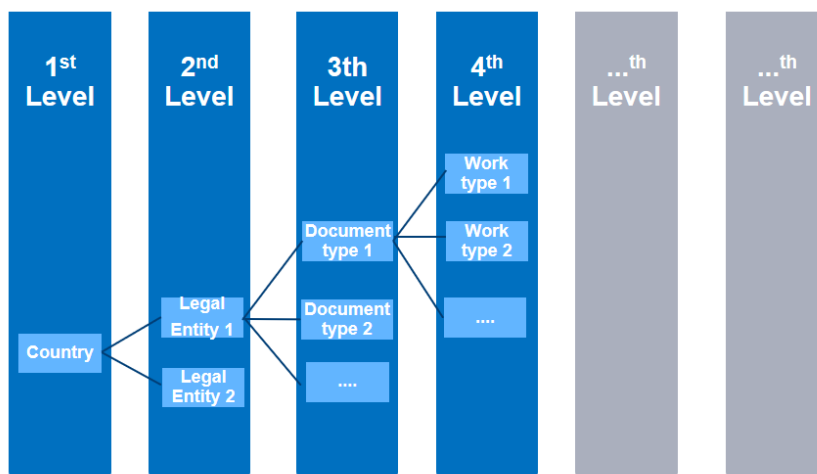 1st
Level
2nd
Level
3th
Level
4th
Level
...th
Level
...th
Level
Country
Legal
Entity 1
Legal
Entity 2
Document
type 1
Document
type 2
....
Work
type 1
Work
type 2
....